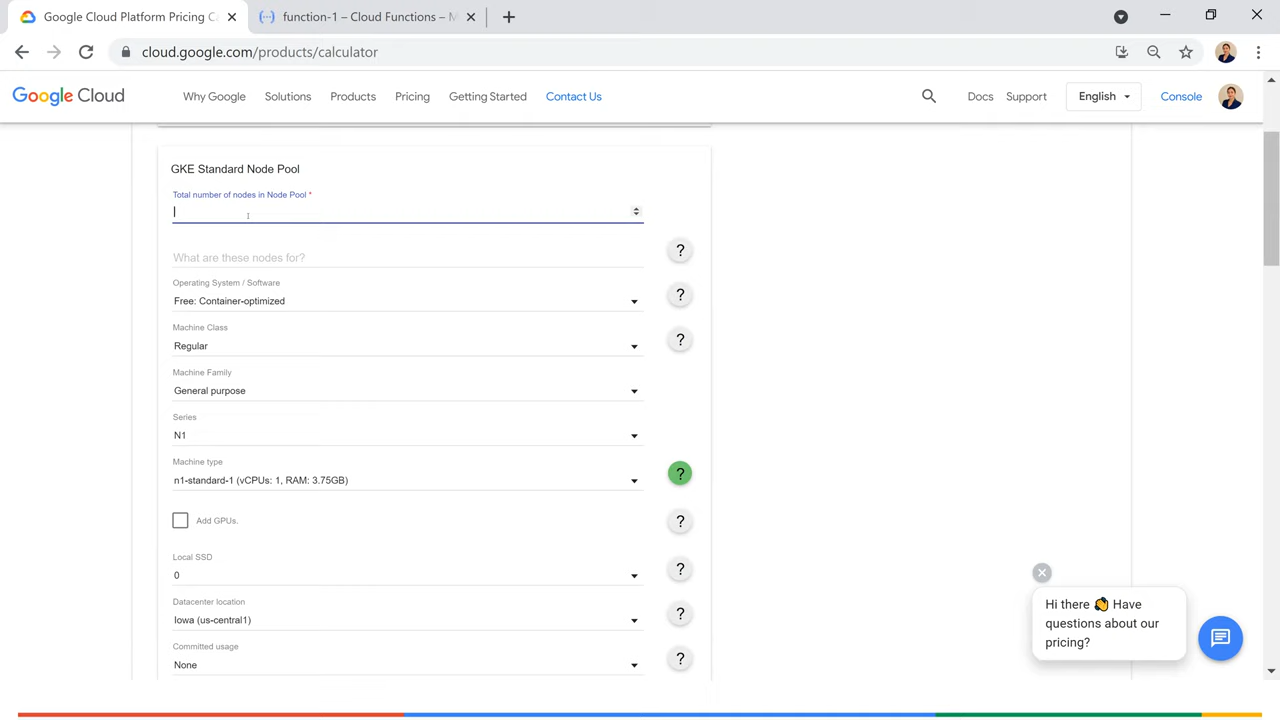 Google Cloud Platform Pricing C
function-1 – Cloud Functions – M
cloud.google.com/products/calculator
Google Cloud
Why Google
Solutions
Products
Pricing
Getting Started
Contact Us
Docs
Support
English
Console
GKE Standard Node Pool
Total number of nodes in Node Pool *
What are these nodes for?
?
Operating System / Software
Free: Container-optimized
?
Machine Class
Regular
?
Machine Family
General purpose
Series
N1
Machine type
n1-standard-1 (vCPUs: 1, RAM: 3.75GB)
?
Add GPUs.
?
Local SSD
0
?
Datacenter location
Iowa (us-central1)
?
Committed usage
None
?
Hi there 👋 Have
questions about our
pricing?